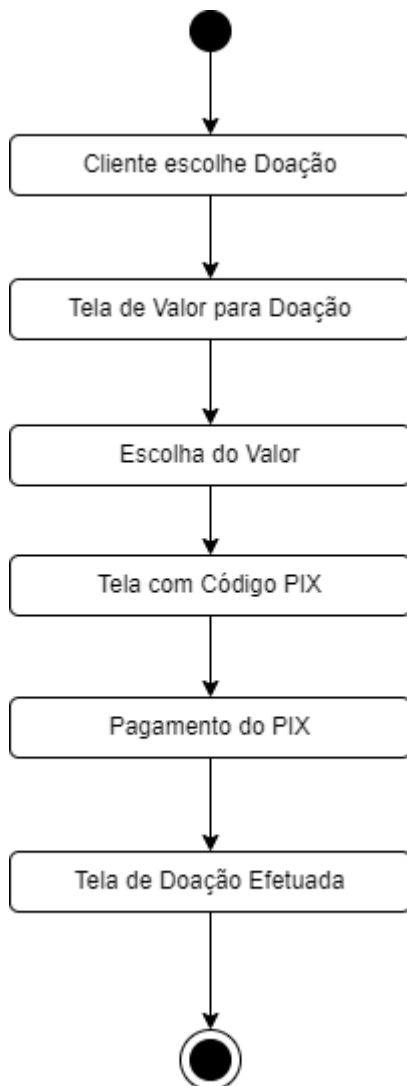 Cliente escolhe Doação
Tela de Valor para Doação
Escolha do Valor
Tela com Código PIX
Pagamento do PIX
Tela de Doação Efetuada